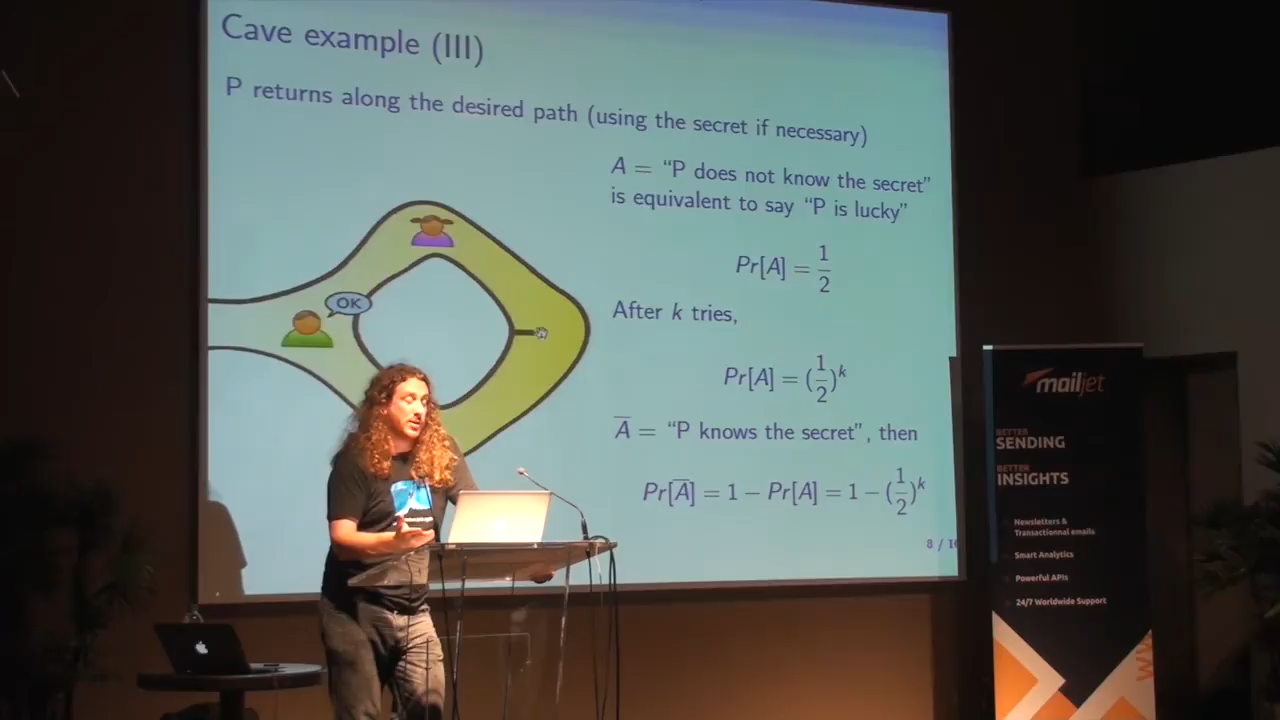 Cave example (III)
P returns along the desired path (using the secret if necessary)
A = “P does not know the secret”
is equivalent to say “P is lucky”
Pr[A] = 1/2
After k tries,
Pr[A] = (1/2)^k
A̅ = “P knows the secret”, then
Pr[A̅] = 1 − Pr[A] = 1 − (1/2)^k
OK
8 / 1
mailjet
BETTER
SENDING
BETTER
INSIGHTS
Newsletters &
Transactionnal emails
Smart Analytics
Powerful APIs
24/7 Worldwide Support